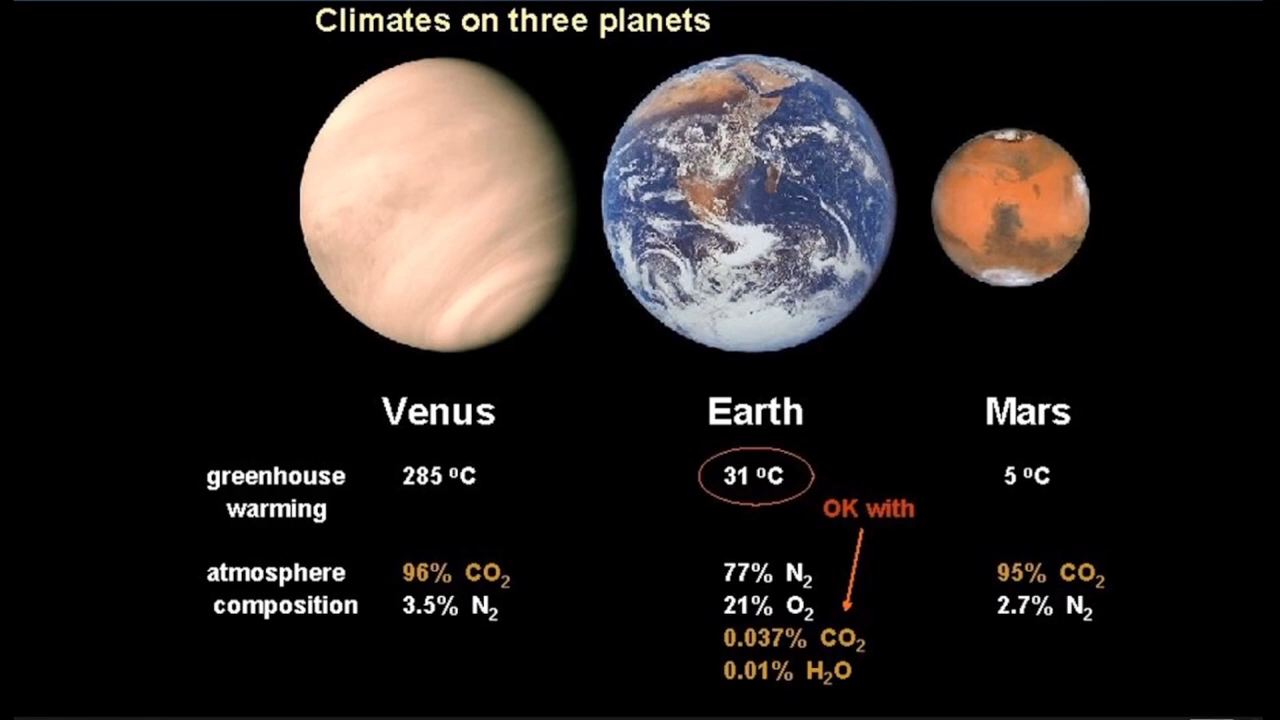 Climates on three planets
Venus Earth Mars
greenhouse 285 ºC 31 ºC 5 ºC
warming OK with
atmosphere 96% CO₂ 77% N₂ 95% CO₂
composition 3.5% N₂ 21% O₂ 2.7% N₂
0.037% CO₂
0.01% H₂O